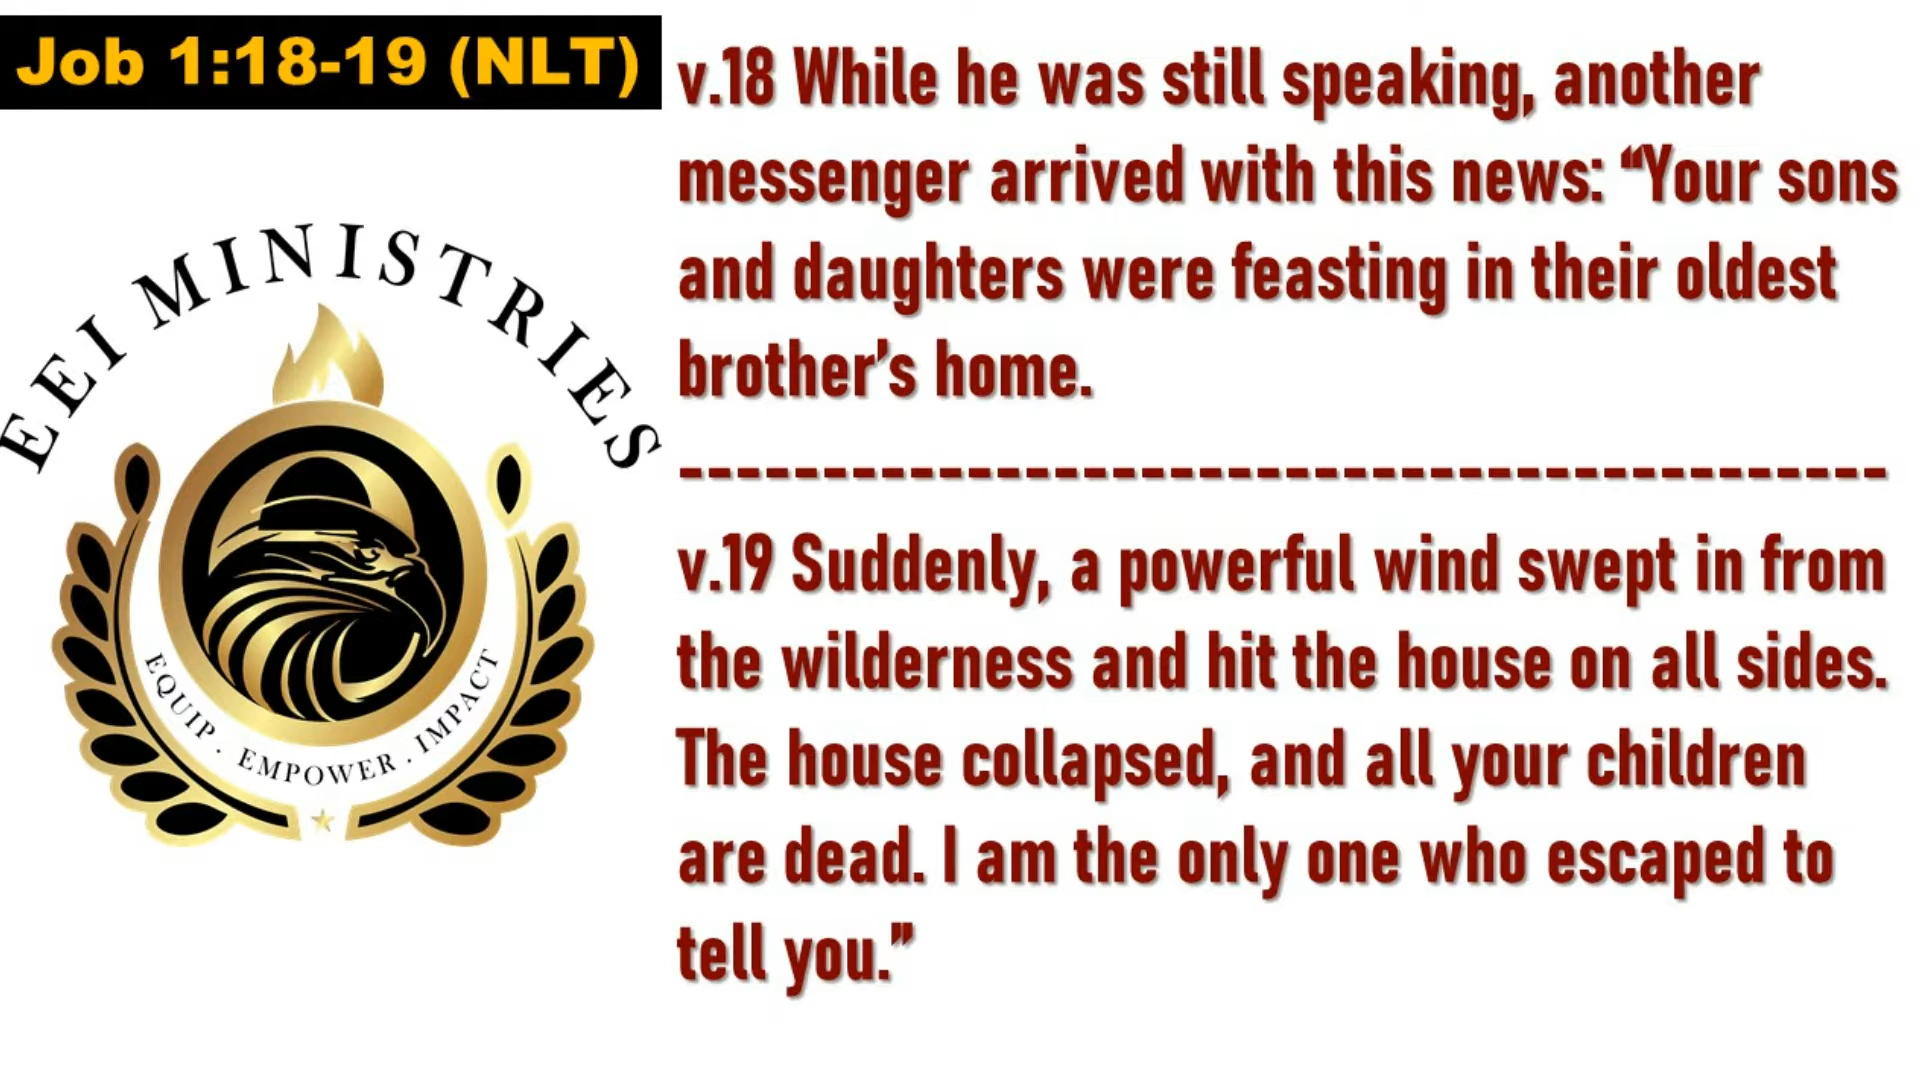 Job 1:18-19 (NLT)
EEI MINISTRIES
EQUIP . EMPOWER . IMPACT
v.18 While he was still speaking, another
messenger arrived with this news: “Your sons
and daughters were feasting in their oldest
brother’s home.
------------------------------------------
v.19 Suddenly, a powerful wind swept in from
the wilderness and hit the house on all sides.
The house collapsed, and all your children
are dead. I am the only one who escaped to
tell you.”